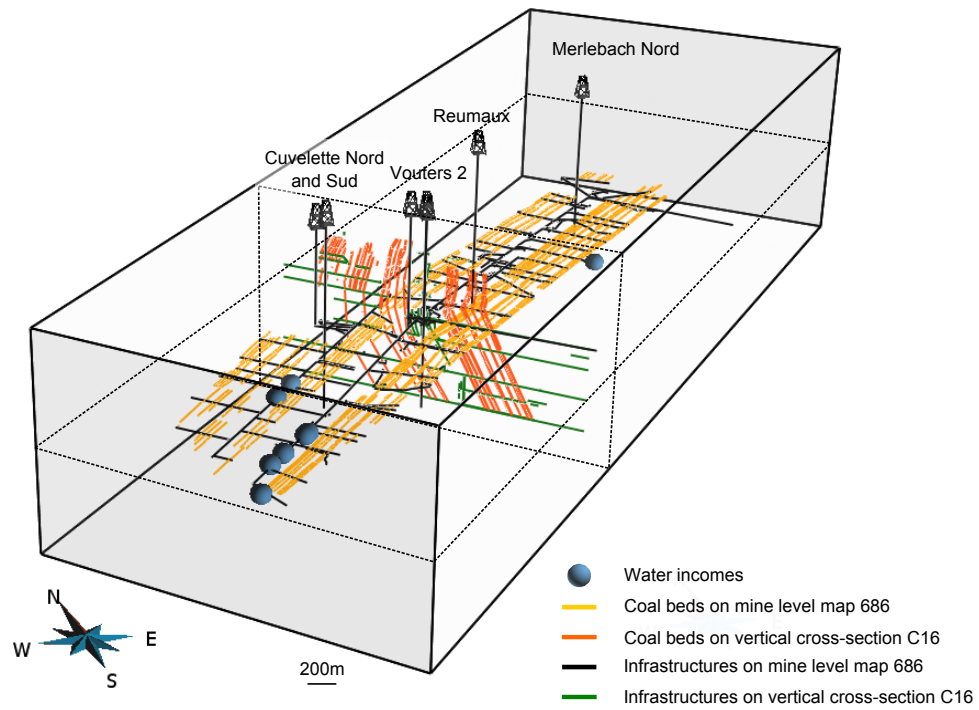 Merlebach Nord
Reumaux
Cuvelette Nord
and Sud
Vouters 2
N
W
E
S
200m
Water incomes
Coal beds on mine level map 686
Coal beds on vertical cross-section C16
Infrastructures on mine level map 686
Infrastructures on vertical cross-section C16